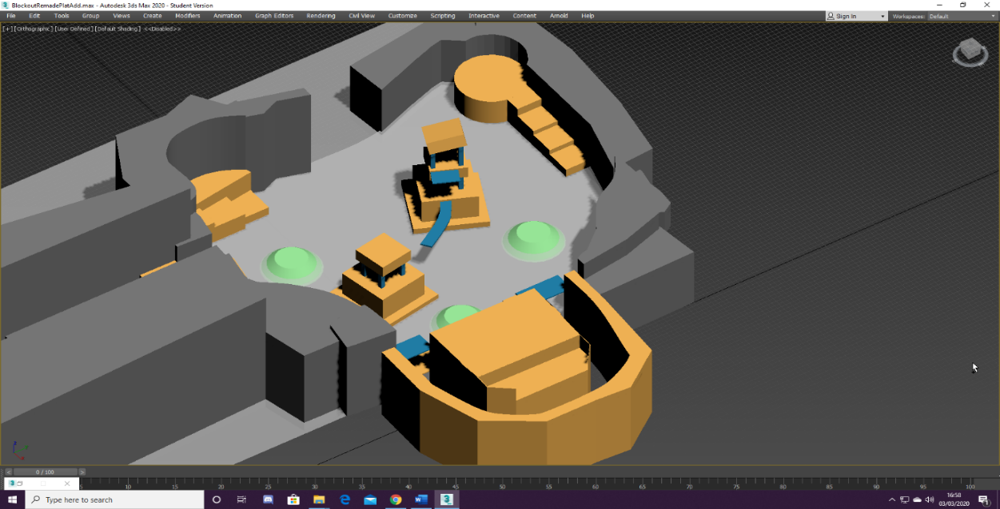 BlockoutRemadePlatAdd.max - Autodesk 3ds Max 2020 - Student Version
File Edit Tools Group Views Create Modifiers Animation Graph Editors Rendering Civil View Customize Scripting Interactive Content Arnold Help Sign In Workspaces: Default
[+] [Orthographic] [User Defined] [Default Shading] <<Disabled>>
< 0 / 100 >
3
5 10 15 20 25 30 35 40 45 50 55 60 65 70 75 80 85 90 95 100
Type here to search
16:58
03/03/2020